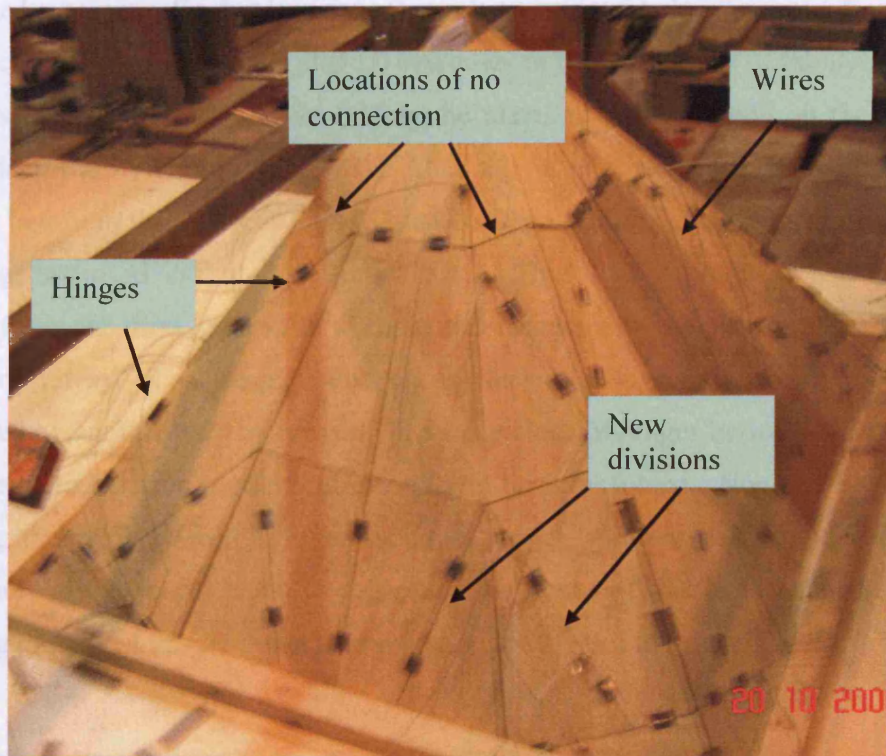 Locations of no
connection
Wires
Hinges
New
divisions
20 10 200